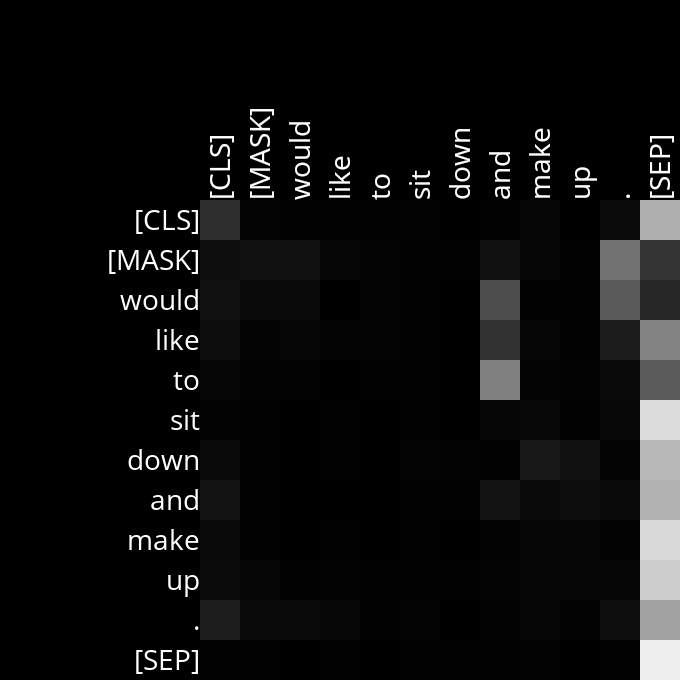 [CLS] [MASK] would like to sit down and make up . [SEP]
[CLS]
[MASK]
would
like
to
sit
down
and
make
up
.
[SEP]